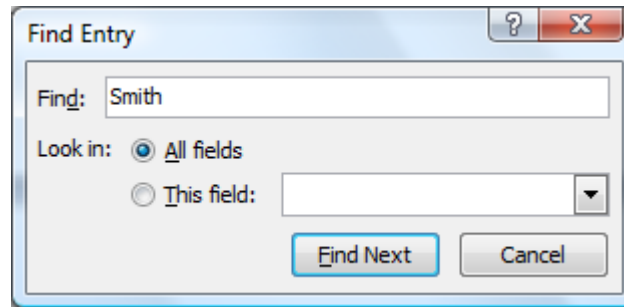 Find Entry
Find: Smith
Look in: All fields
This field:
Find Next Cancel